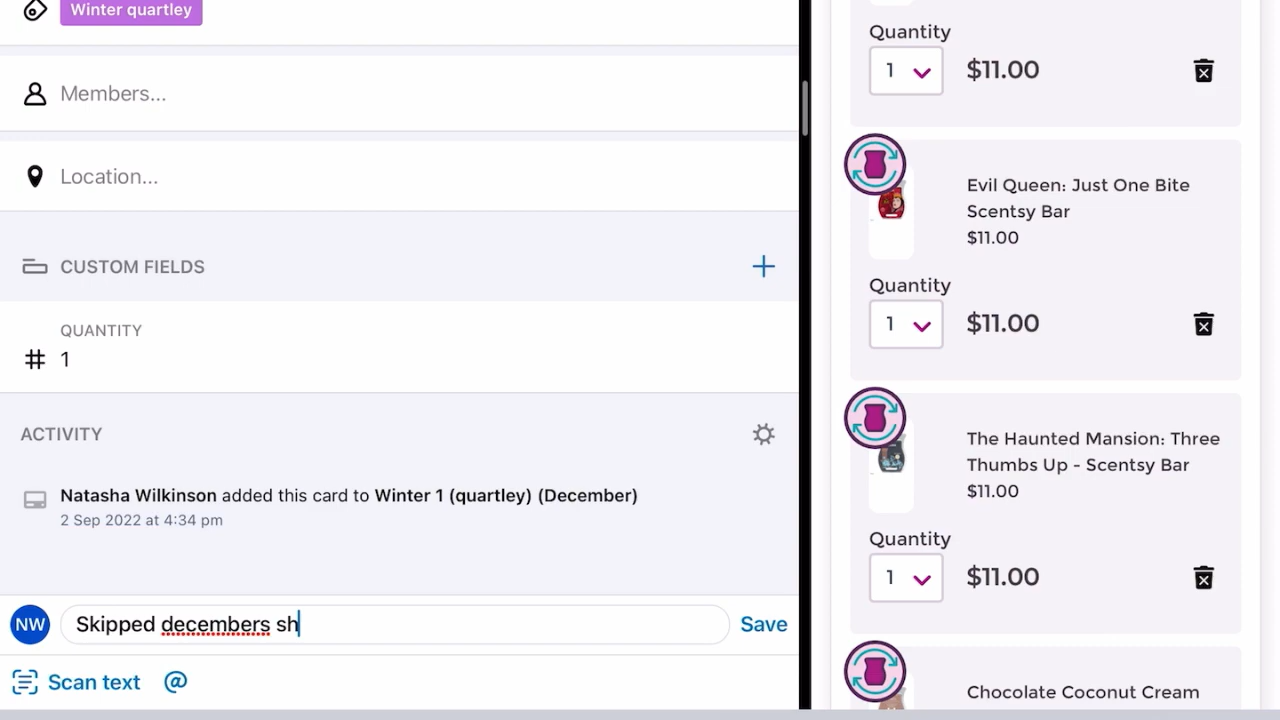 Winter quartley
Members...
Location...
CUSTOM FIELDS
QUANTITY
1
ACTIVITY
Natasha Wilkinson added this card to Winter 1 (quartley) (December)
2 Sep 2022 at 4:34 pm
NW
Skipped decembers sh
Save
Scan text
Quantity
1
$11.00
Evil Queen: Just One Bite
Scentsy Bar
$11.00
Quantity
1
$11.00
The Haunted Mansion: Three
Thumbs Up - Scentsy Bar
$11.00
Quantity
1
$11.00
Chocolate Coconut Cream